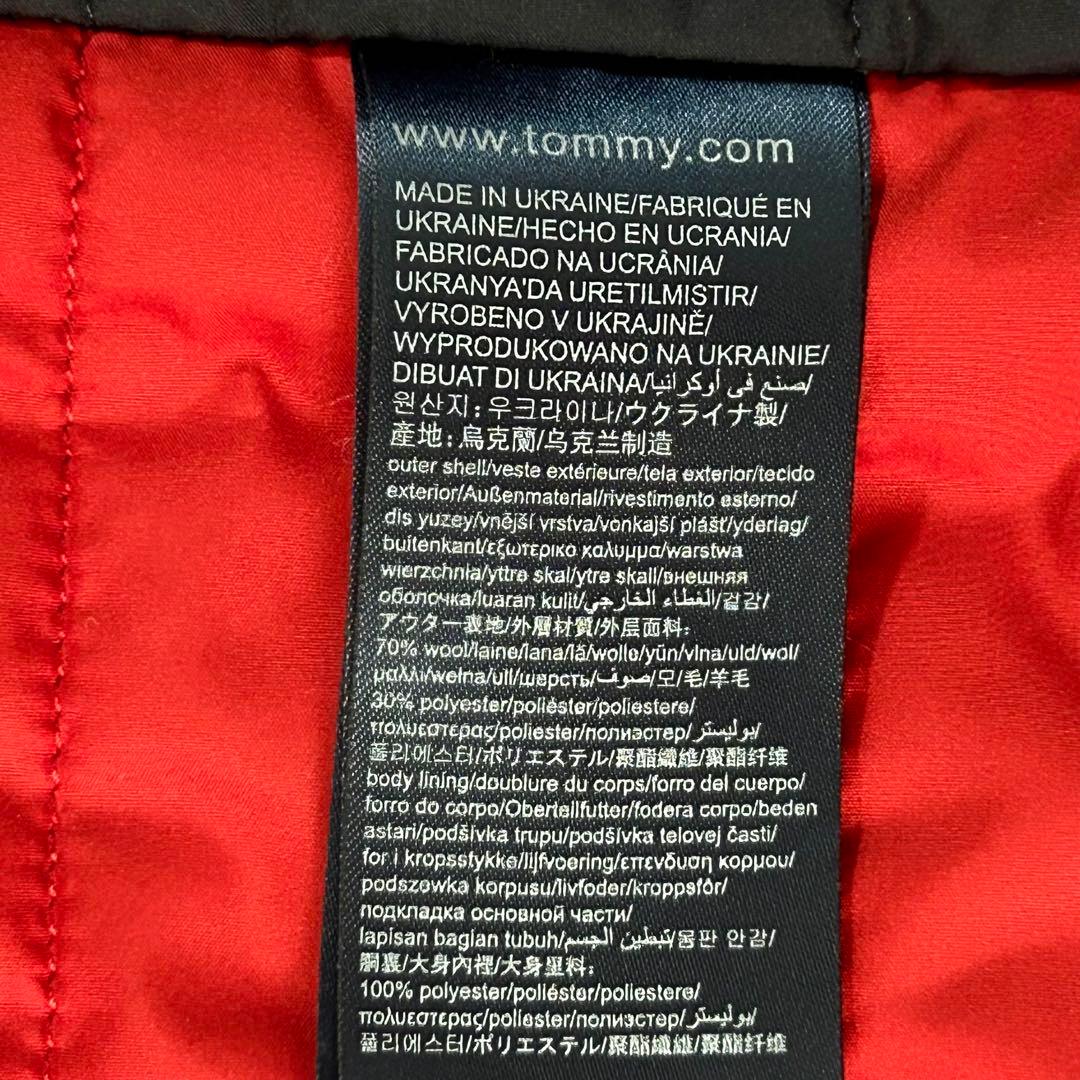 www.tommy.com
MADE IN UKRAINE/FABRIQUÉ EN
UKRAINE/HECHO EN UCRANIA/
FABRICADO NA UCRÂNIA/
UKRANYA'DA URETILMISTIR/
VYROBENO V UKRAJINĚ/
WYPRODUKOWANO NA UKRAINIE/
DIBUAT DI UKRAINA/صنع في أوكرانيا/
원산지: 우크라이나/ウクライナ製/
產地: 烏克蘭/乌克兰制造
outer shell/veste extérieure/tela exterior/tecido
exterior/Außenmaterial/rivestimento esterno/
dis yuzey/vnější vrstva/vonkajší plášť/yderlag/
buitenkant/εξωτερικο καλυμμα/warstwa
wierzchnia/yttre skal/ytre skall/внешняя
оболочка/luaran kulit/الغطاء الخارجي/겉감/
アウター表地/外層材質/外层面料:
70% wool/laine/lana/lã/wolle/yün/vlna/uld/wol/
μαλλι/wełna/ull/шерсть/صوف/모/毛/羊毛
30% polyester/poliéster/poliestere/
πολυεστερας/poliester/полиэстер/بوليستر/
폴리에스터/ポリエステル/聚酯纖維/聚酯纤维
body lining/doublure du corps/forro del cuerpo/
forro do corpo/Oberteilfutter/fodera corpo/beden
astari/podšívka trupu/podšívka telovej časti/
for i kropsstykke/lijfvoering/επενδυση κορμου/
podszewka korpusu/livfoder/kroppsfôr/
подкладка основной части/
lapisan bagian tubuh/تبطين الجسم/몸판 안감/
胴裏/大身內裡/大身里料:
100% polyester/poliéster/poliestere/
πολυεστερας/poliester/полиэстер/بوليستر/
폴리에스터/ポリエステル/聚酯纖維/聚酯纤维